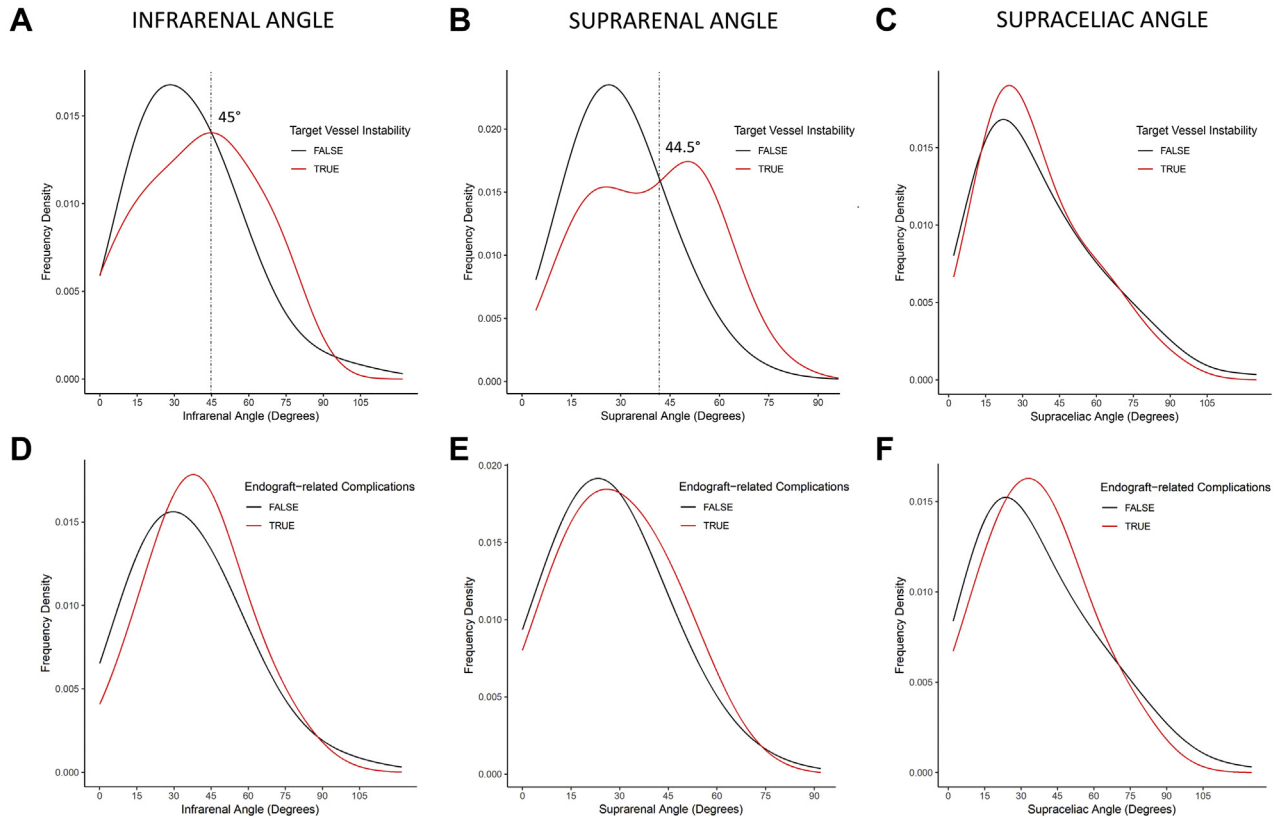 A
INFRARENAL ANGLE
B
SUPRARENAL ANGLE
C
SUPRACELIAC ANGLE
45°
Target Vessel Instability
FALSE
TRUE
0.015
0.010
0.005
0.000
Frequency Density
0
15
30
45
60
75
90
105
Infrarenal Angle (Degrees)
44.5°
Target Vessel Instability
FALSE
TRUE
0.020
0.015
0.010
0.005
0.000
Frequency Density
0
15
30
45
60
75
90
Suprarenal Angle (Degrees)
Target Vessel Instability
FALSE
TRUE
0.015
0.010
0.005
0.000
Frequency Density
15
30
45
60
75
90
105
Supraceliac Angle (Degrees)
D
Endograft-related Complications
FALSE
TRUE
0.015
0.010
0.005
0.000
Frequency Density
0
15
30
45
60
75
90
105
Infrarenal Angle (Degrees)
E
Endograft-related Complications
FALSE
TRUE
0.020
0.015
0.010
0.005
0.000
Frequency Density
0
15
30
45
60
75
90
Suprarenal Angle (Degrees)
F
Endograft-related Complications
FALSE
TRUE
0.015
0.010
0.005
0.000
Frequency Density
15
30
45
60
75
90
105
Supraceliac Angle (Degrees)